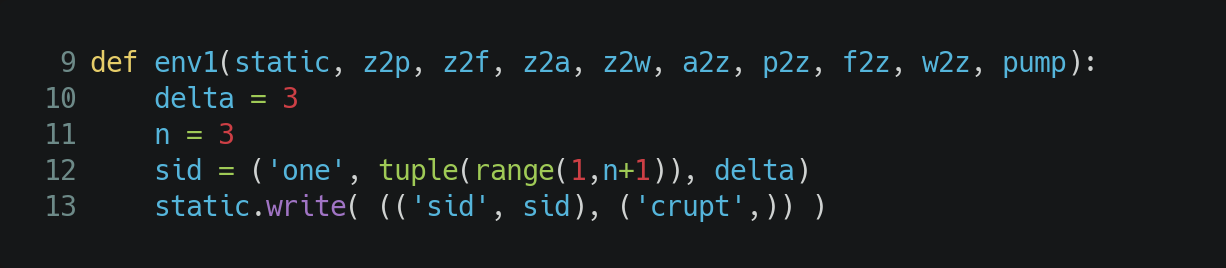 9 def env1(static, z2p, z2f, z2a, z2w, a2z, p2z, f2z, w2z, pump):
10     delta = 3
11     n = 3
12     sid = ('one', tuple(range(1,n+1)), delta)
13     static.write( (('sid', sid), ('crupt',)) )